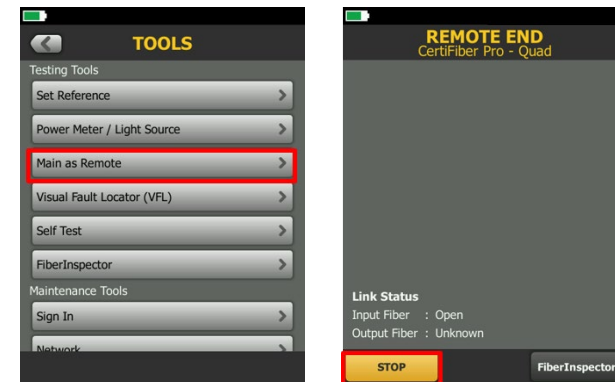 TOOLS
Testing Tools
Set Reference
Power Meter / Light Source
Main as Remote
Visual Fault Locator (VFL)
Self Test
FiberInspector
Maintenance Tools
Sign In
Network
REMOTE END
CertiFiber Pro - Quad
Link Status
Input Fiber : Open
Output Fiber : Unknown
STOP
FiberInspector